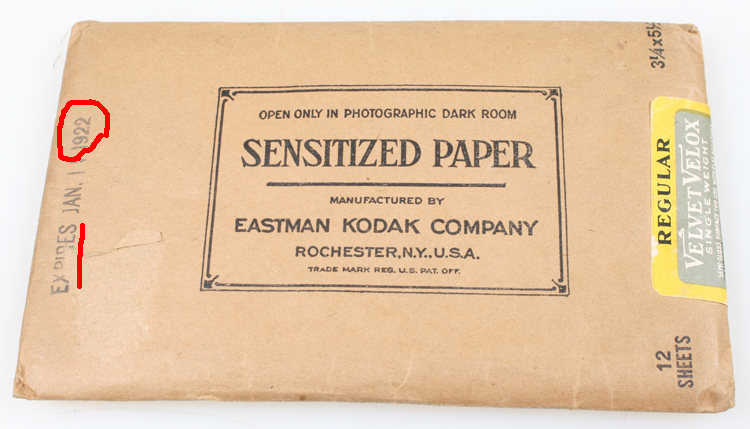 EXPIRES JAN. 1 1922
OPEN ONLY IN PHOTOGRAPHIC DARK ROOM
SENSITIZED PAPER
MANUFACTURED BY
EASTMAN KODAK COMPANY
ROCHESTER, N.Y., U.S.A.
TRADE MARK REG. U.S. PAT. OFF.
3¼x5½
REGULAR
VELVET VELOX
SINGLE WEIGHT
12
SHEETS